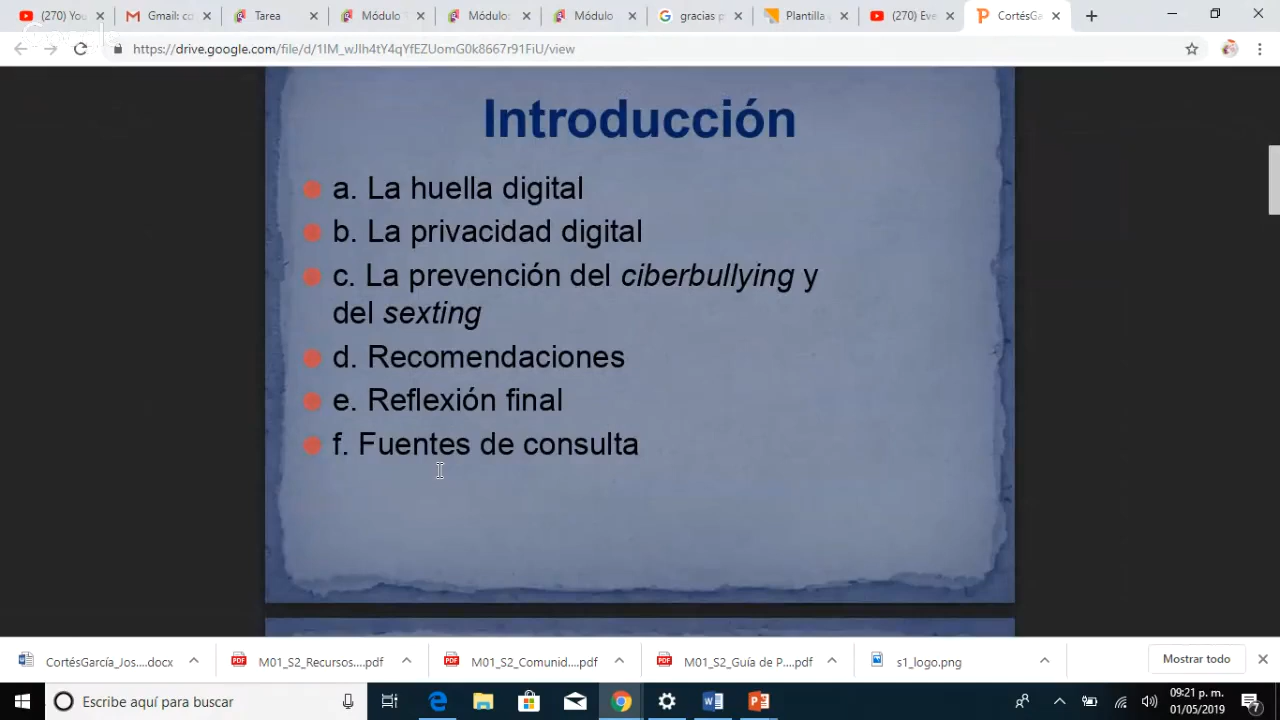 (270) You
Gmail: co
Tarea
Módulo
Módulo
Módulo
gracias p
Plantilla
(270) Eve
CortésGa
https://drive.google.com/file/d/1IM_wJlh4tY4qYfEZUomG0k8667r91FiU/view
Introducción
a. La huella digital
b. La privacidad digital
c. La prevención del ciberbullying y
del sexting
d. Recomendaciones
e. Reflexión final
f. Fuentes de consulta
CortésGarcía_Jos....docx
M01_S2_Recursos....pdf
M01_S2_Comunid....pdf
M01_S2_Guía de P....pdf
s1_logo.png
Mostrar todo
Escribe aquí para buscar
09:21 p. m.
01/05/2019
7